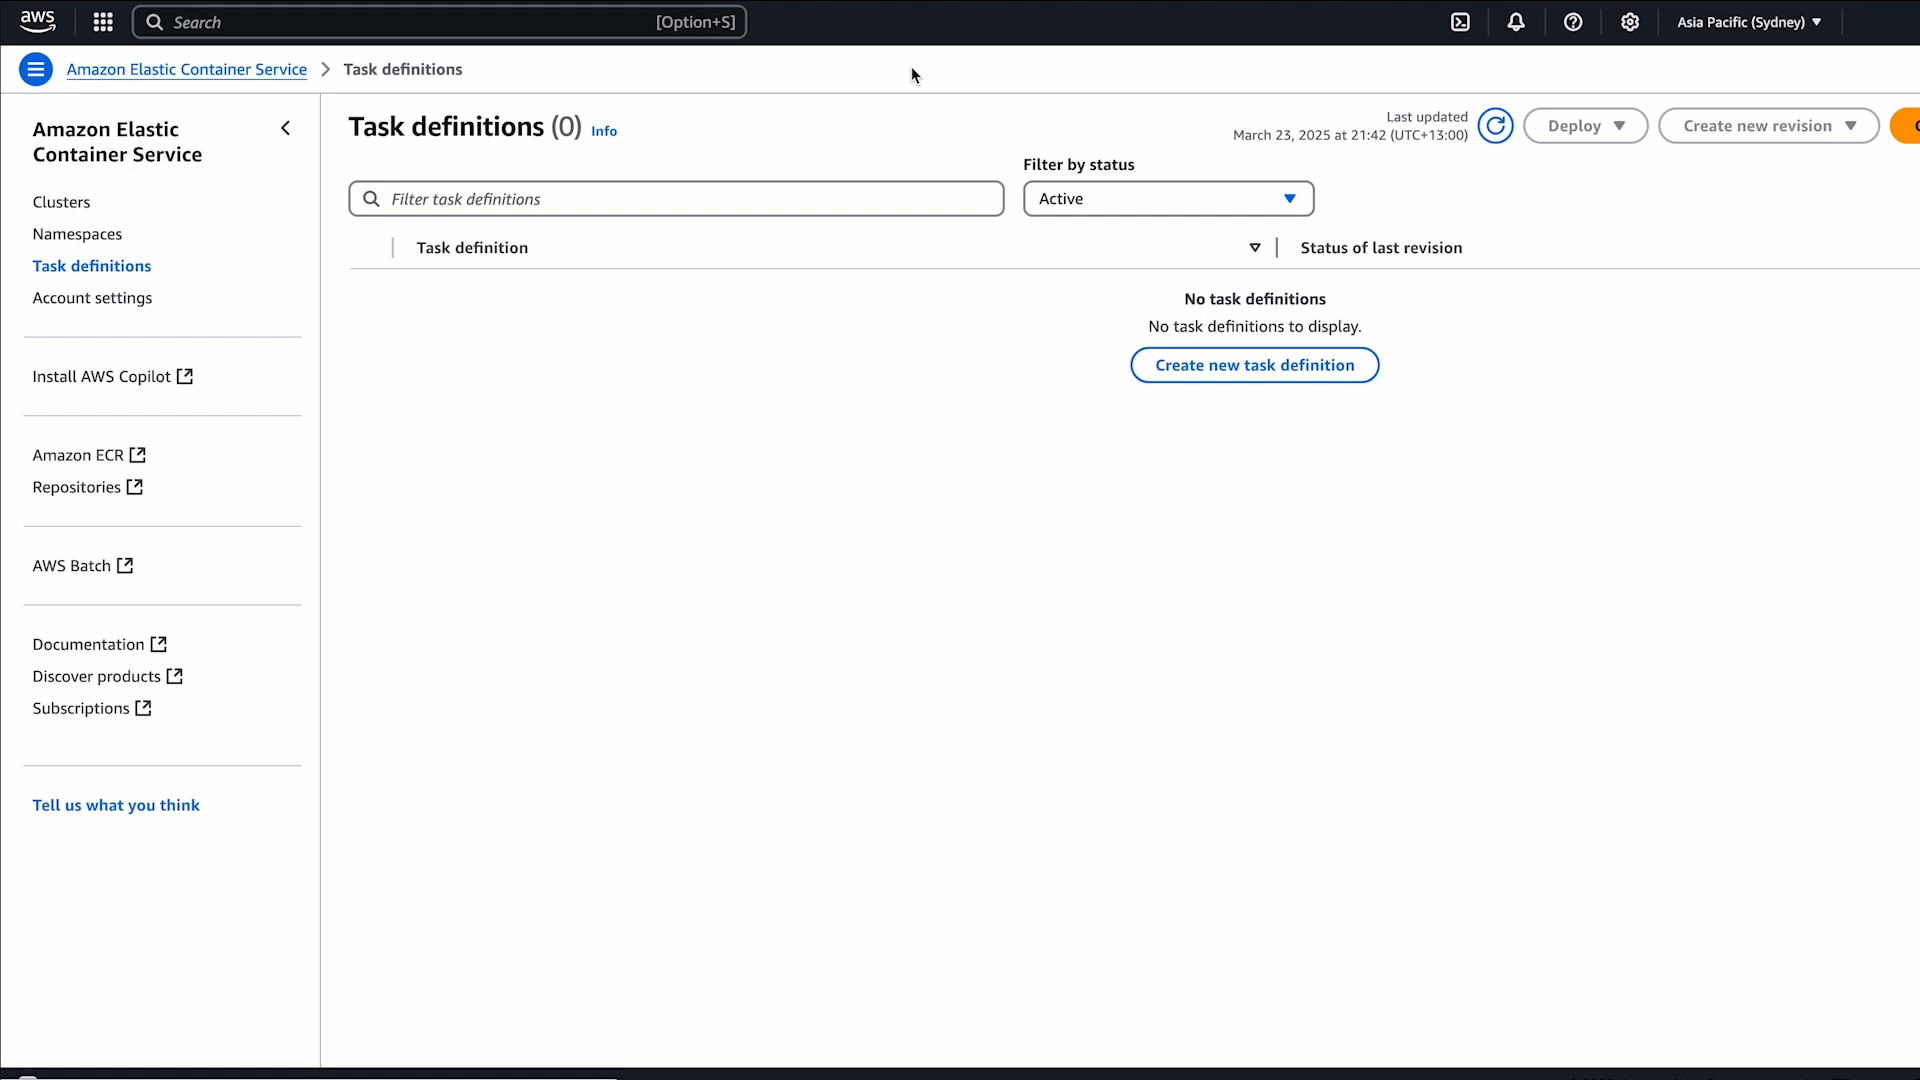 aws
Search
[Option+S]
Asia Pacific (Sydney)
Amazon Elastic Container Service
Task definitions
Amazon Elastic
Container Service
Clusters
Namespaces
Task definitions
Account settings
Install AWS Copilot
Amazon ECR
Repositories
AWS Batch
Documentation
Discover products
Subscriptions
Tell us what you think
Task definitions (0) Info
Last updated
March 23, 2025 at 21:42 (UTC+13:00)
Deploy
Create new revision
Filter by status
Filter task definitions
Active
Task definition
Status of last revision
No task definitions
No task definitions to display.
Create new task definition